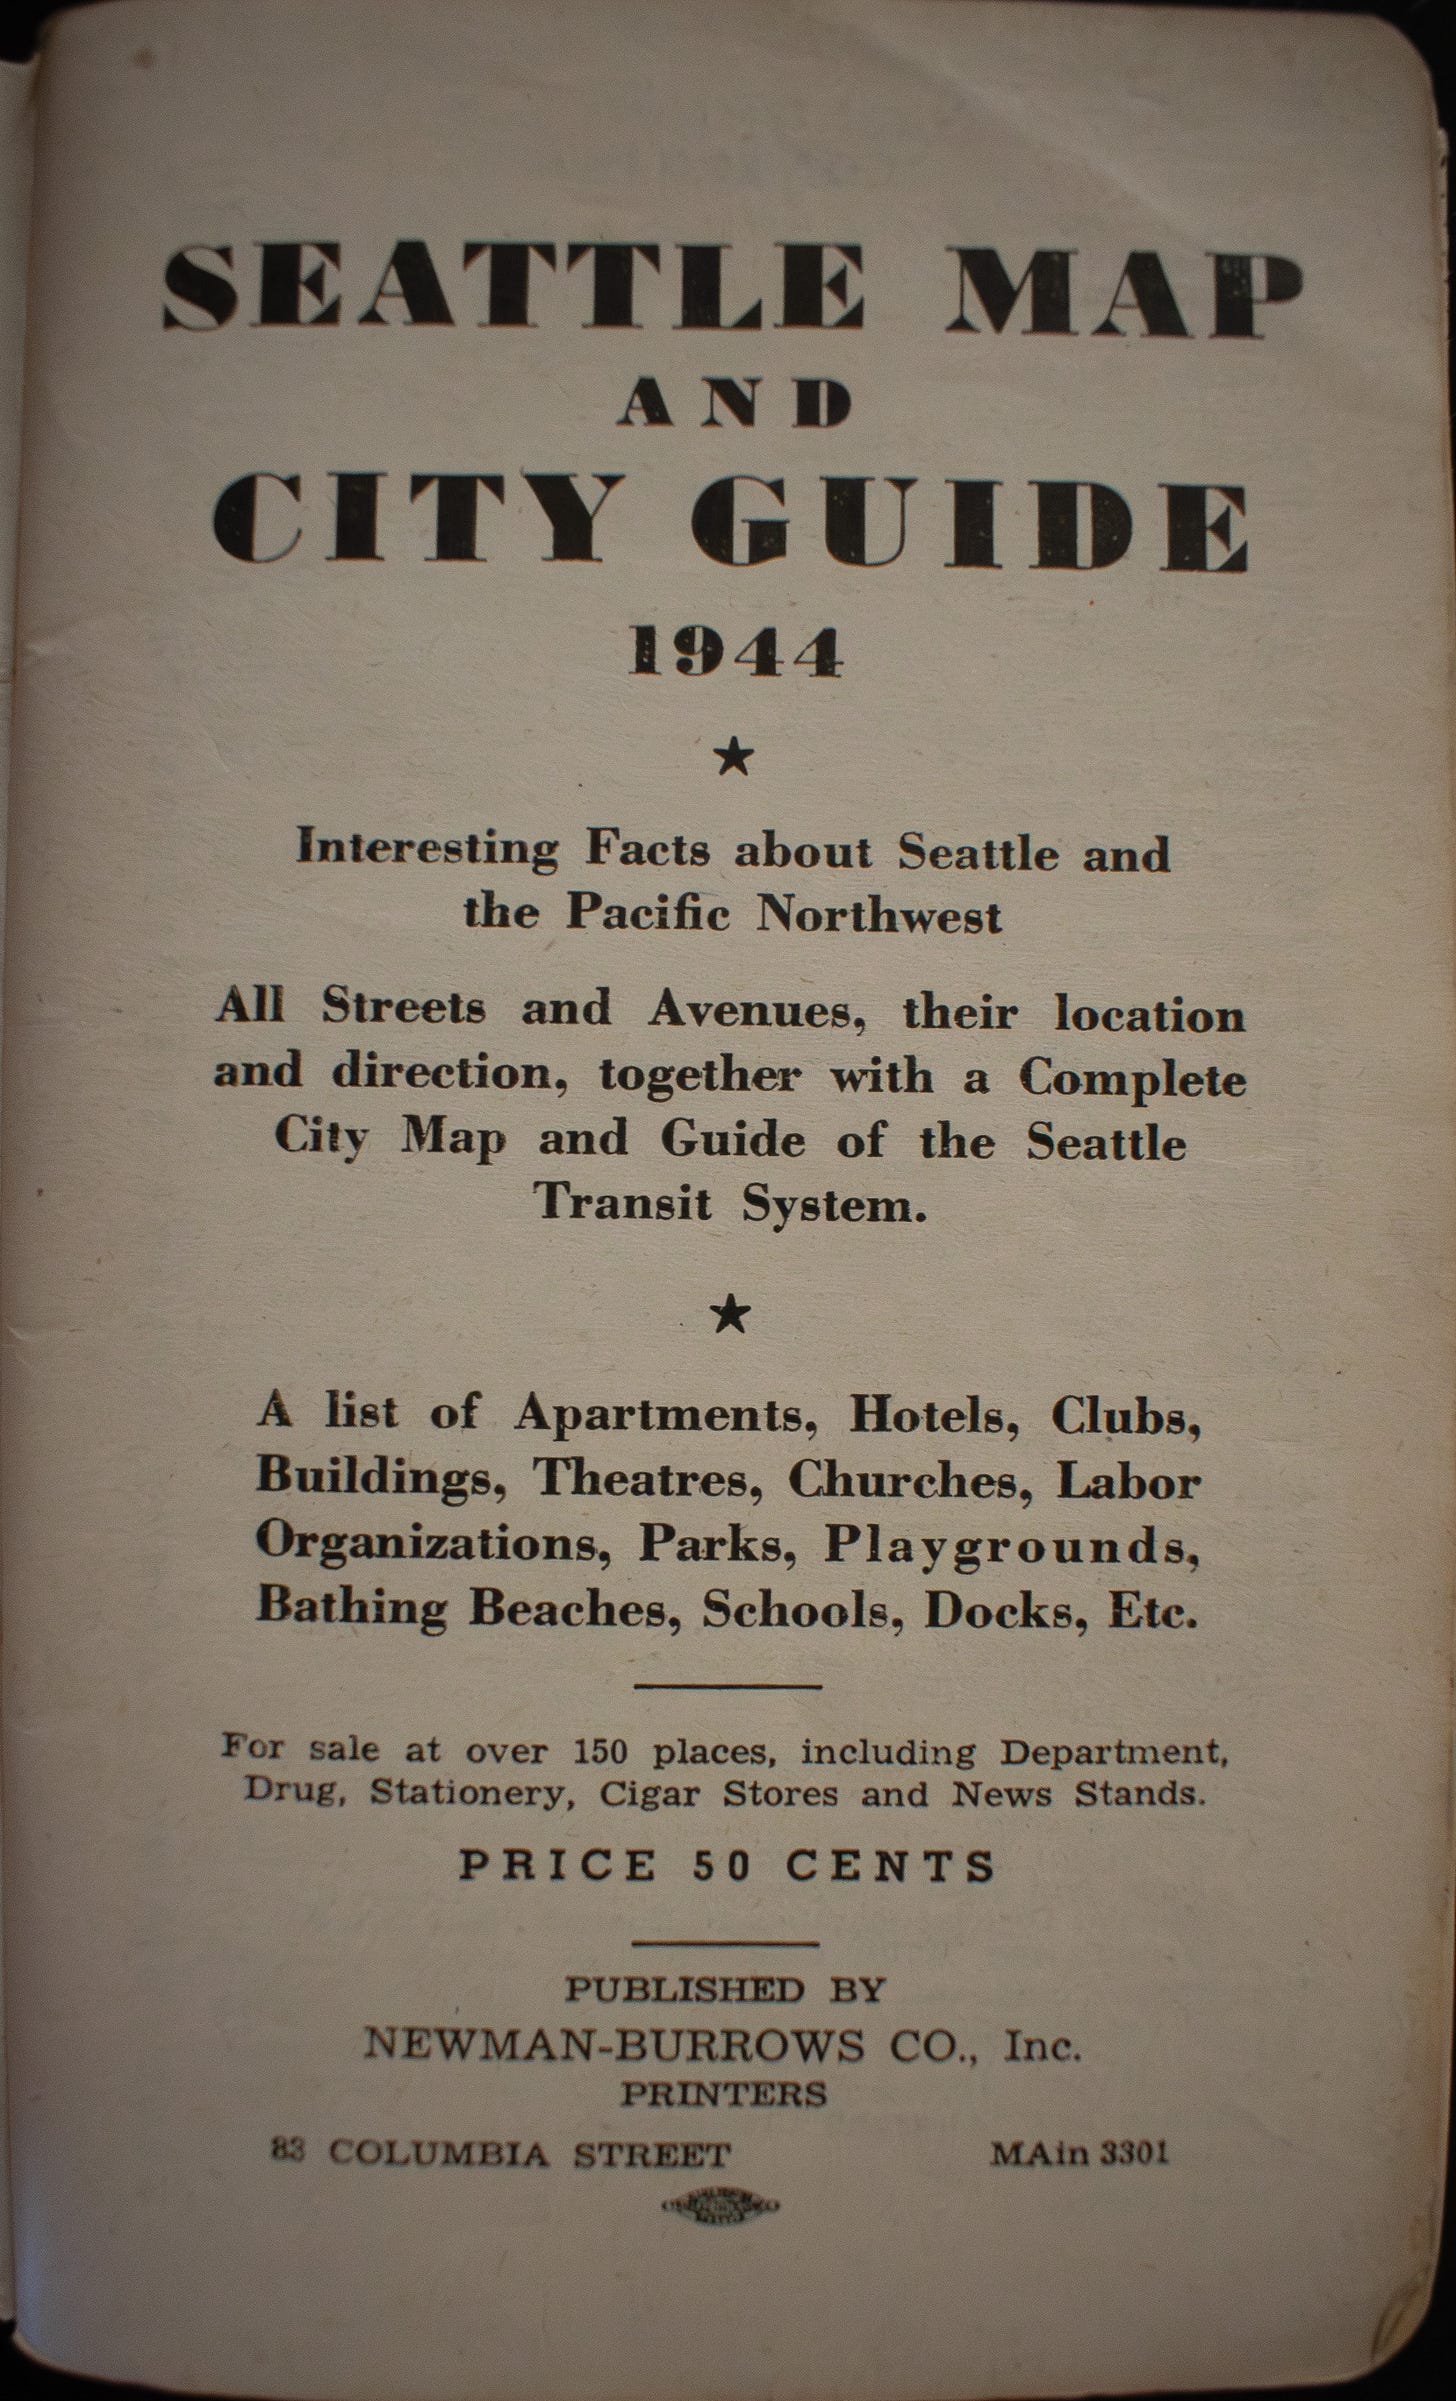 SEATTLE MAP
AND
CITY GUIDE
1944
Interesting Facts about Seattle and
the Pacific Northwest
All Streets and Avenues, their location
and direction, together with a Complete
City Map and Guide of the Seattle
Transit System.
A list of Apartments, Hotels, Clubs,
Buildings, Theatres, Churches, Labor
Organizations, Parks, Playgrounds,
Bathing Beaches, Schools, Docks, Etc.
For sale at over 150 places, including Department,
Drug, Stationery, Cigar Stores and News Stands.
PRICE 50 CENTS
PUBLISHED BY
NEWMAN-BURROWS CO., Inc.
PRINTERS
83 COLUMBIA STREET MAin 3301